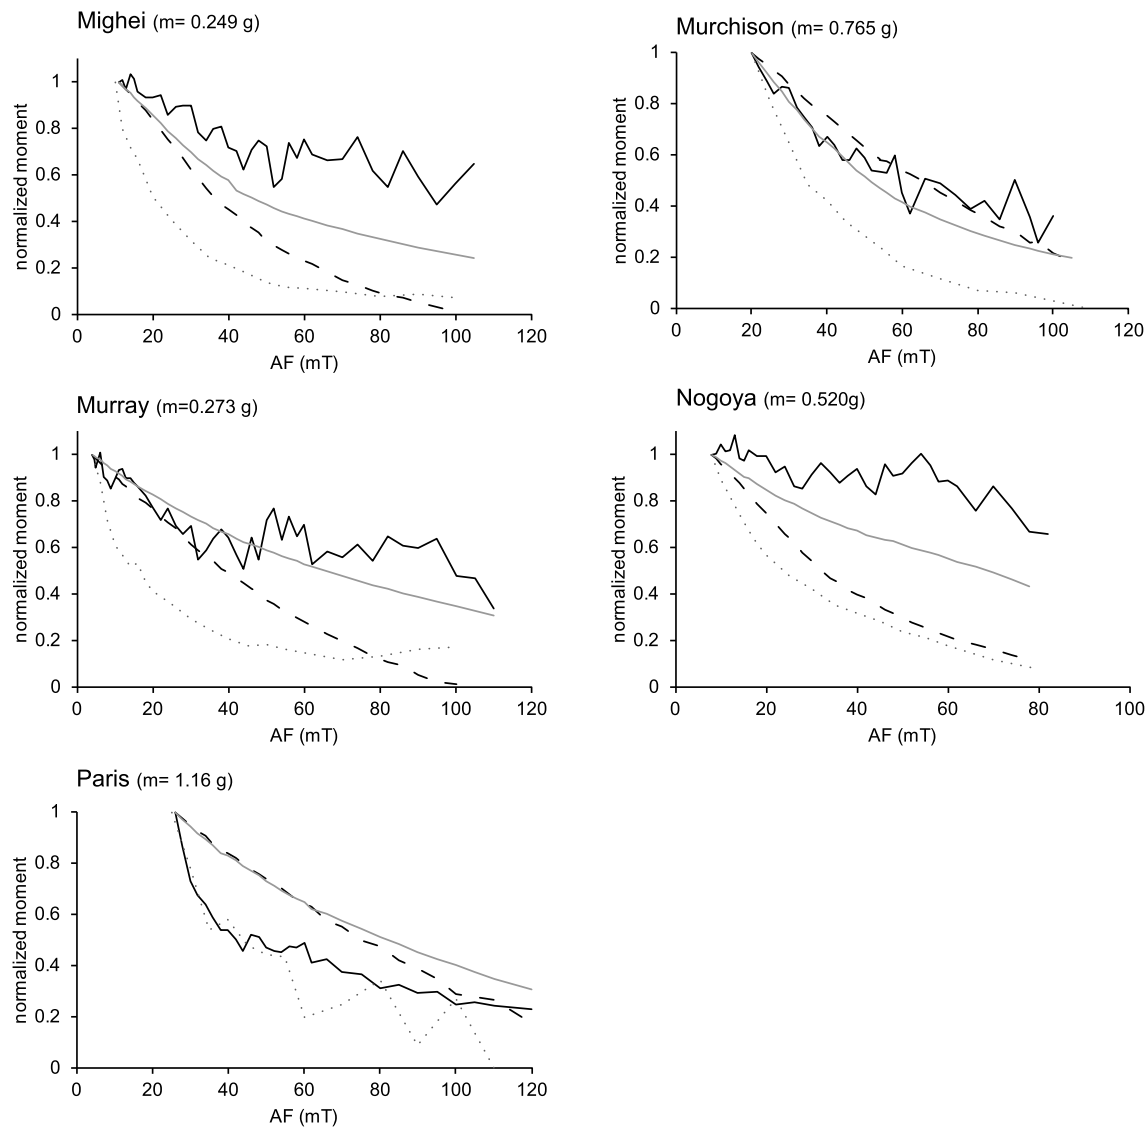 Mighei (m= 0.249 g)
normalized moment
1
0.8
0.6
0.4
0.2
0
0 20 40 60 80 100 120
AF (mT)
Murchison (m= 0.765 g)
normalized moment
1
0.8
0.6
0.4
0.2
0
0 20 40 60 80 100 120
AF (mT)
Murray (m=0.273 g)
normalized moment
1
0.8
0.6
0.4
0.2
0
0 20 40 60 80 100 120
AF (mT)
Nogoya (m= 0.520g)
normalized moment
1
0.8
0.6
0.4
0.2
0
0 20 40 60 80 100
AF (mT)
Paris (m= 1.16 g)
normalized moment
1
0.8
0.6
0.4
0.2
0
0 20 40 60 80 100 120
AF (mT)